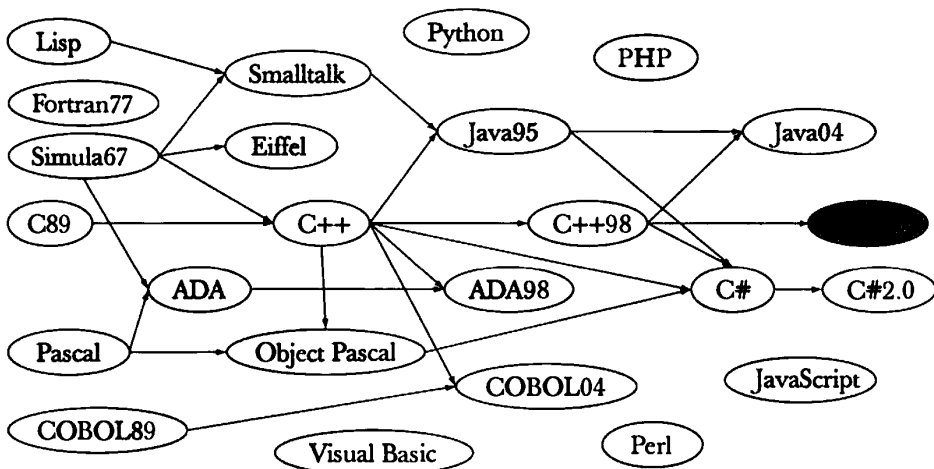 Python
Lisp
PHP
Smalltalk
Fortran77
Java95
Java04
Simula67
Eiffel
C89
C++
C++98
ADA
ADA98
C#
C#2.0
Pascal
Object Pascal
JavaScript
COBOL04
COBOL89
Perl
Visual Basic